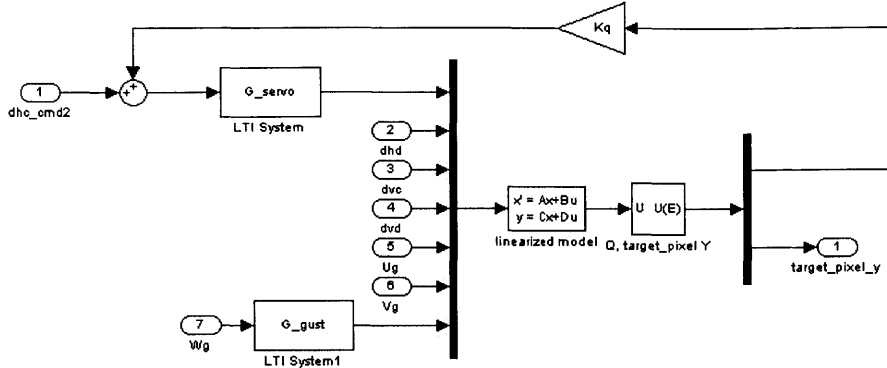 Kq
1
dhc_cmd2
++
G_servo
LTI System
2
dhd
3
dvc
4
dvd
5
Ug
6
Vg
7
Wg
G_gust
LTI System1
x' = Ax+Bu
y = Cx+Du
linearized model
U U(E)
Q, target_pixel Y
1
target_pixel_y